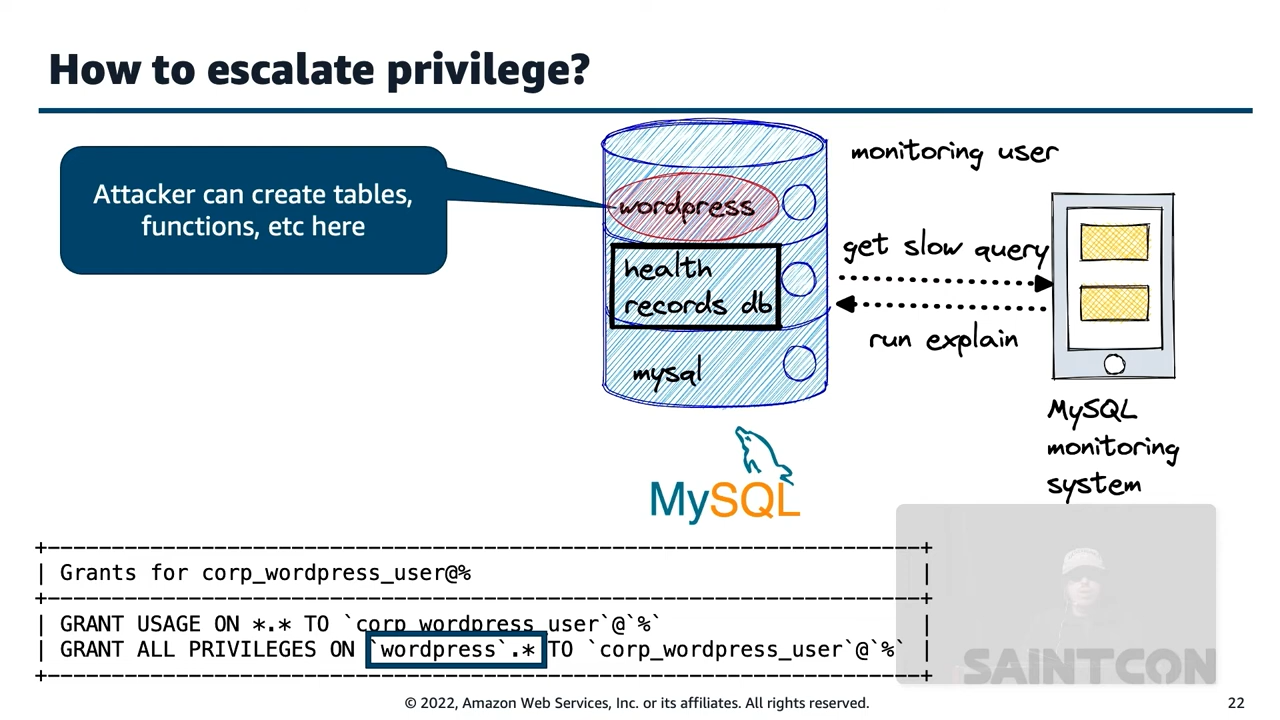 How to escalate privilege?
Attacker can create tables,
functions, etc here
wordpress
health
records db
mysql
monitoring user
get slow query
run explain
MySQL
monitoring
system
MySQL
+-------------------------------------------------------------------+
| Grants for corp_wordpress_user@% |
+-------------------------------------------------------------------+
| GRANT USAGE ON *.* TO `corp_wordpress_user`@`%` |
| GRANT ALL PRIVILEGES ON `wordpress`.* TO `corp_wordpress_user`@`%` |
+-------------------------------------------------------------------+
SAINTCON
© 2022, Amazon Web Services, Inc. or its affiliates. All rights reserved.
22